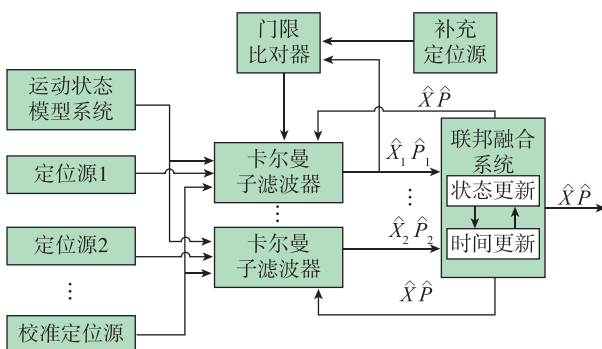 门限
比对器
补充
定位源
运动状态
模型系统
X̂ P̂
联邦融合
系统
定位源1
卡尔曼
子滤波器
X̂₁ P̂₁
状态更新
⋮
⋮
X̂ P̂
定位源2
卡尔曼
子滤波器
X̂₂ P̂₂
时间更新
⋮
X̂ P̂
校准定位源